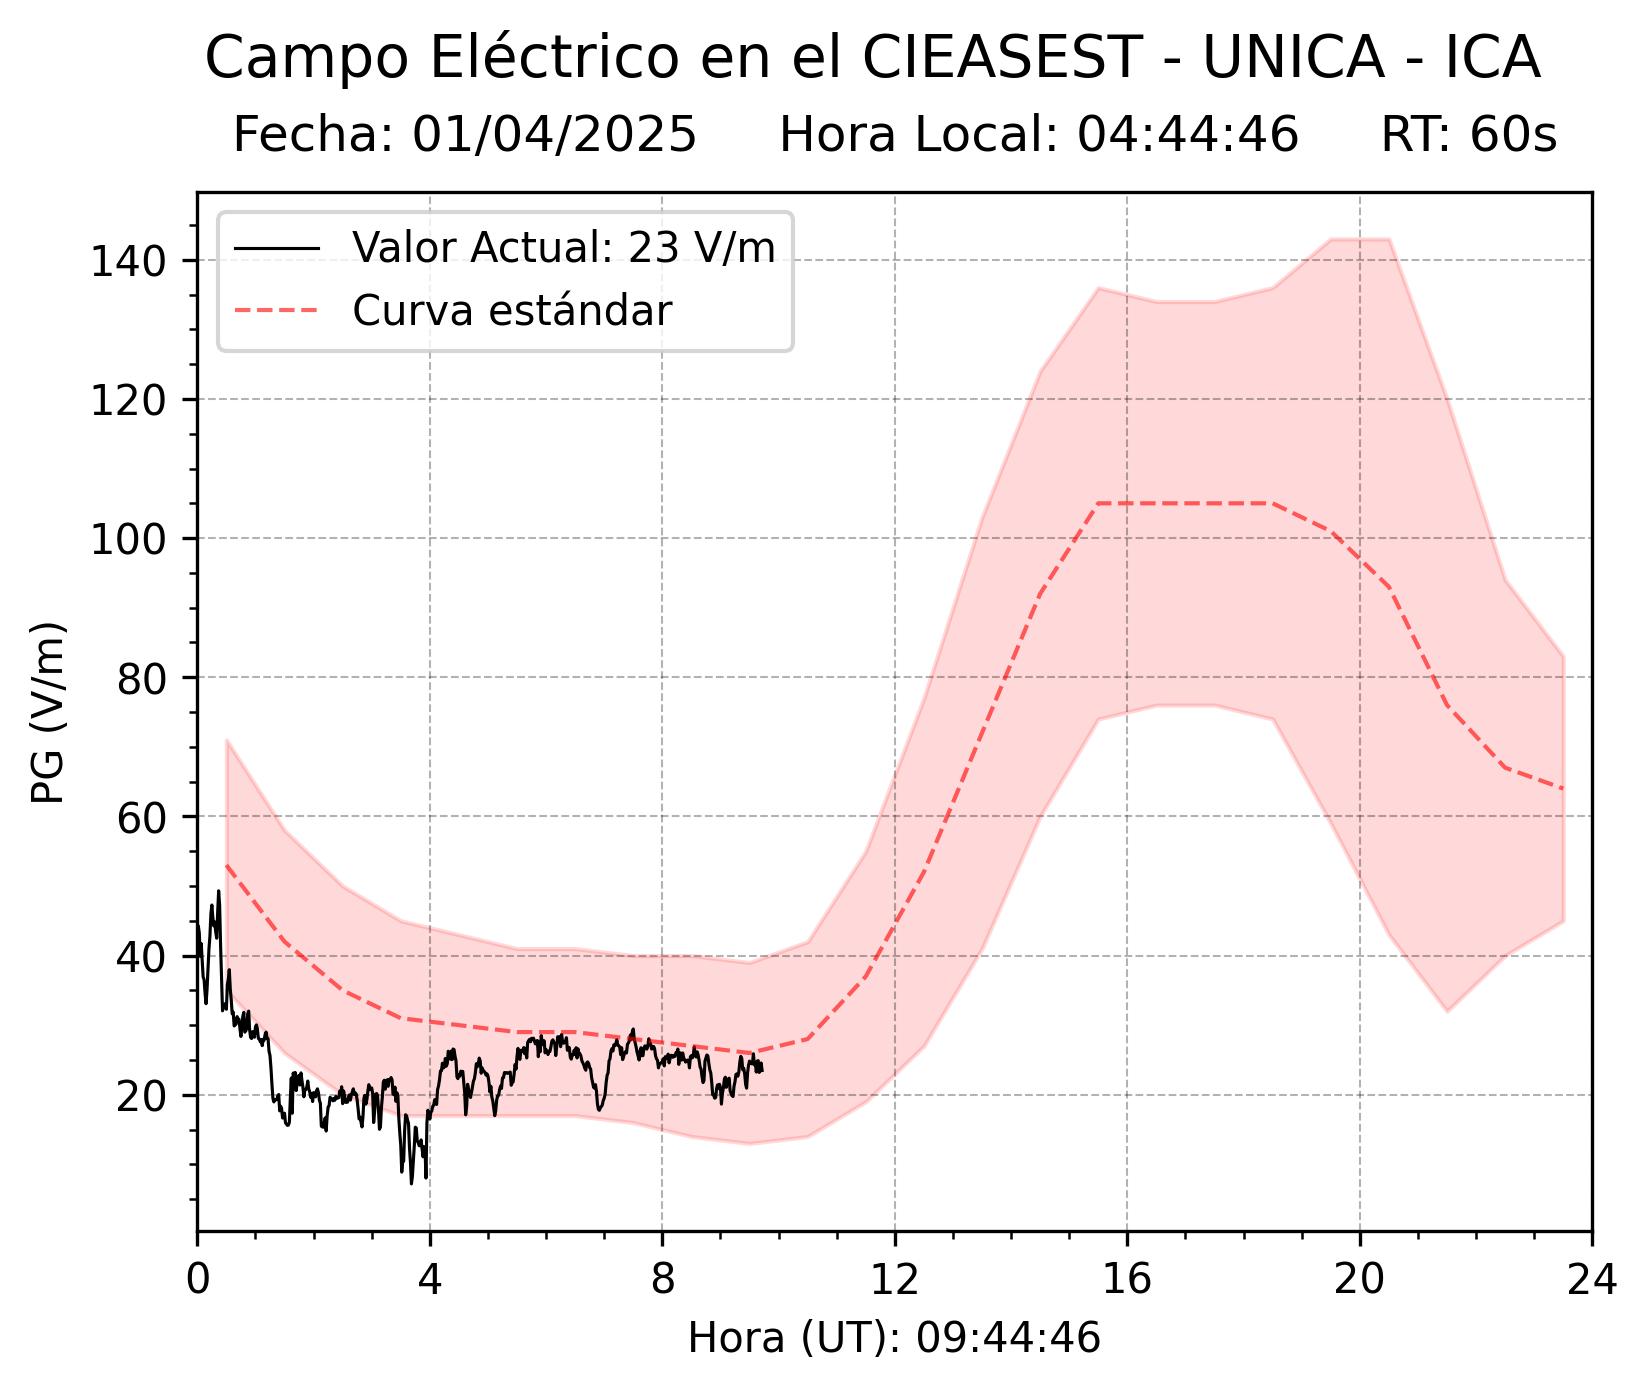 Campo Eléctrico en el CIEASEST - UNICA - ICA
Fecha: 01/04/2025 Hora Local: 04:44:46 RT: 60s
Valor Actual: 23 V/m
Curva estándar
140
120
100
80
60
40
20
PG (V/m)
0 4 8 12 16 20 24
Hora (UT): 09:44:46